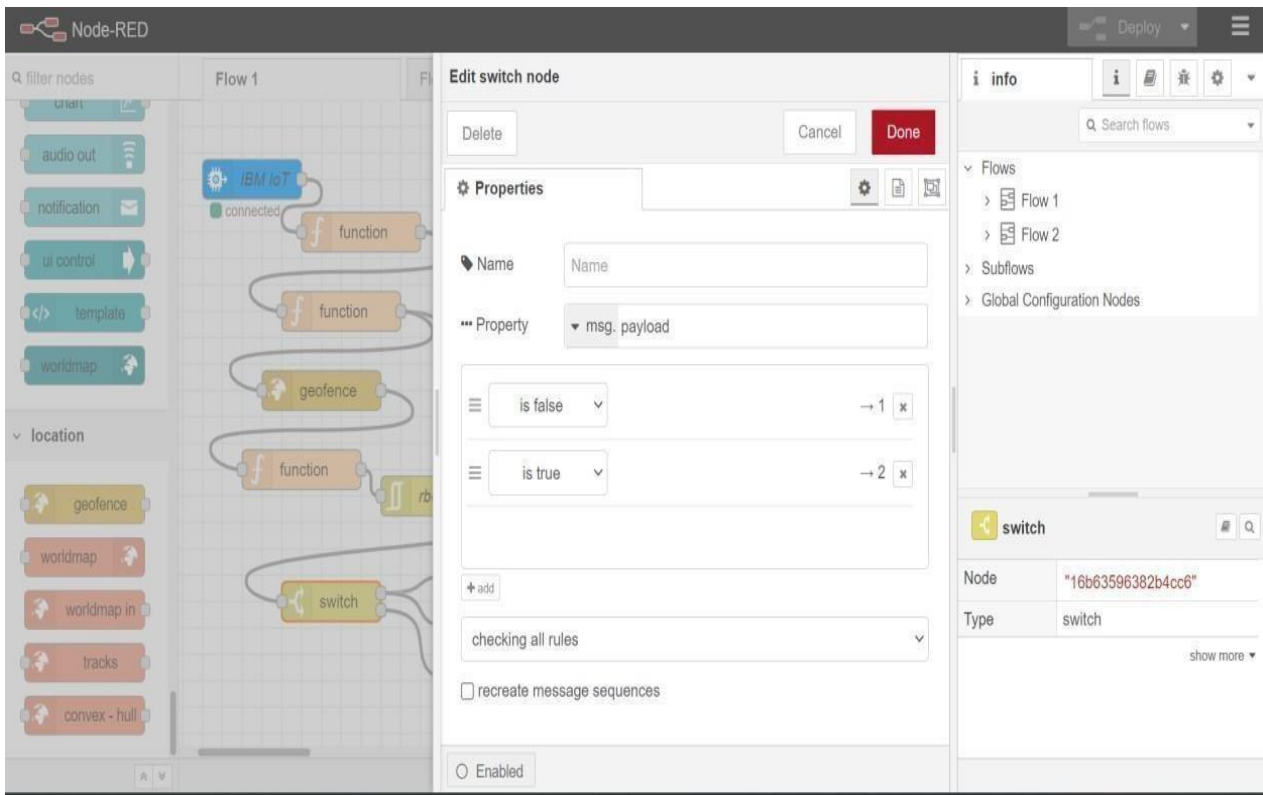 Node-RED
Deploy
filter nodes
chart
audio out
notification
ui control
</> template
worldmap
location
geofence
worldmap
worldmap in
tracks
convex - hull
Flow 1
IBM IoT
connected
function
function
geofence
function
rb
switch
Edit switch node
Delete
Cancel
Done
Properties
Name
Name
Property
msg. payload
is false
→ 1 x
is true
→ 2 x
+ add
checking all rules
recreate message sequences
Enabled
i info
i
Search flows
Flows
Flow 1
Flow 2
Subflows
Global Configuration Nodes
switch
Node "16b63596382b4cc6"
Type switch
show more